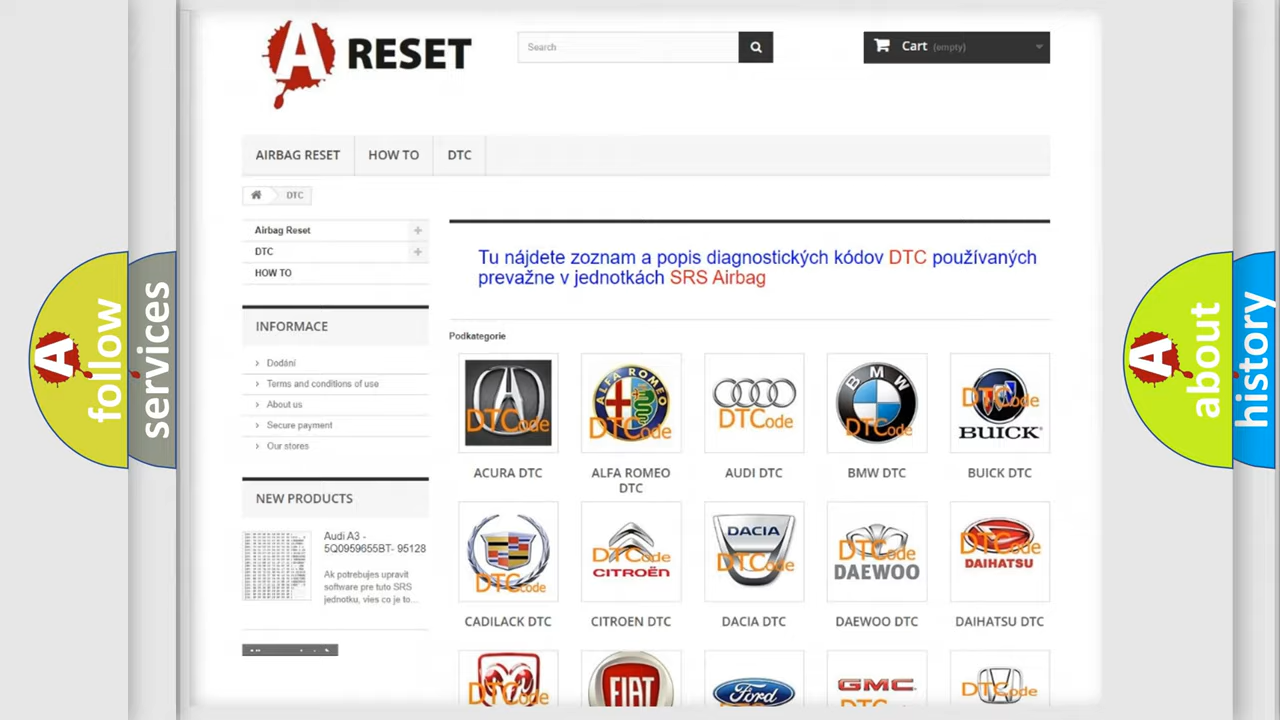 A RESET
Search
Cart (empty)
AIRBAG RESET
HOW TO
DTC
DTC
Airbag Reset
DTC
HOW TO
Tu nájdete zoznam a popis diagnostických kódov DTC používaných
prevažne v jednotkách SRS Airbag
INFORMACE
Dodání
Terms and conditions of use
About us
Secure payment
Our stores
NEW PRODUCTS
Audi A3 -
5Q0959655BT- 95128
Ak potrebujes upravit
software pre tuto SRS
jednotku, vies co je to...
Podkategorie
DTCode
ALFA ROMEO
DTCode
DTCode
BMW
DTCode
DTCode
BUICK
ACURA DTC
ALFA ROMEO
DTC
AUDI DTC
BMW DTC
BUICK DTC
DTCode
DTCode
CITROËN
DACIA
DTCode
DTCode
DAEWOO
DTCode
DAIHATSU
CADILACK DTC
CITROEN DTC
DACIA DTC
DAEWOO DTC
DAIHATSU DTC
DTCode
FIAT
Ford
GMC
DTCode
A follow
services
A about
history